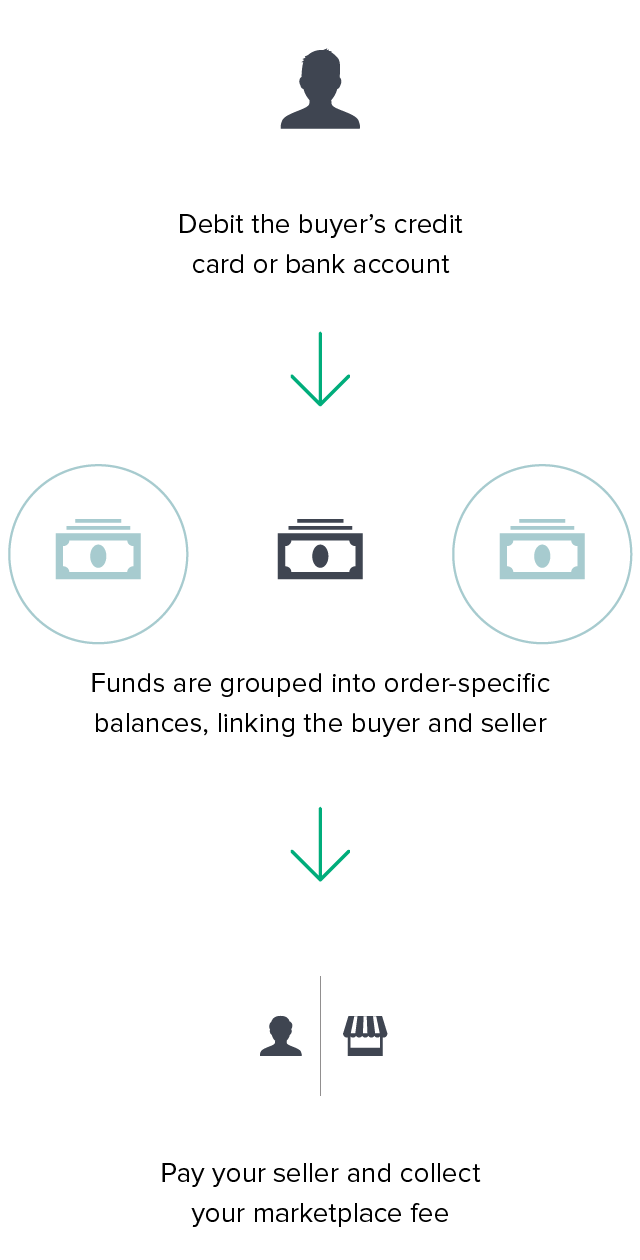 Debit the buyer’s credit
card or bank account
Funds are grouped into order-specific
balances, linking the buyer and seller
Pay your seller and collect
your marketplace fee